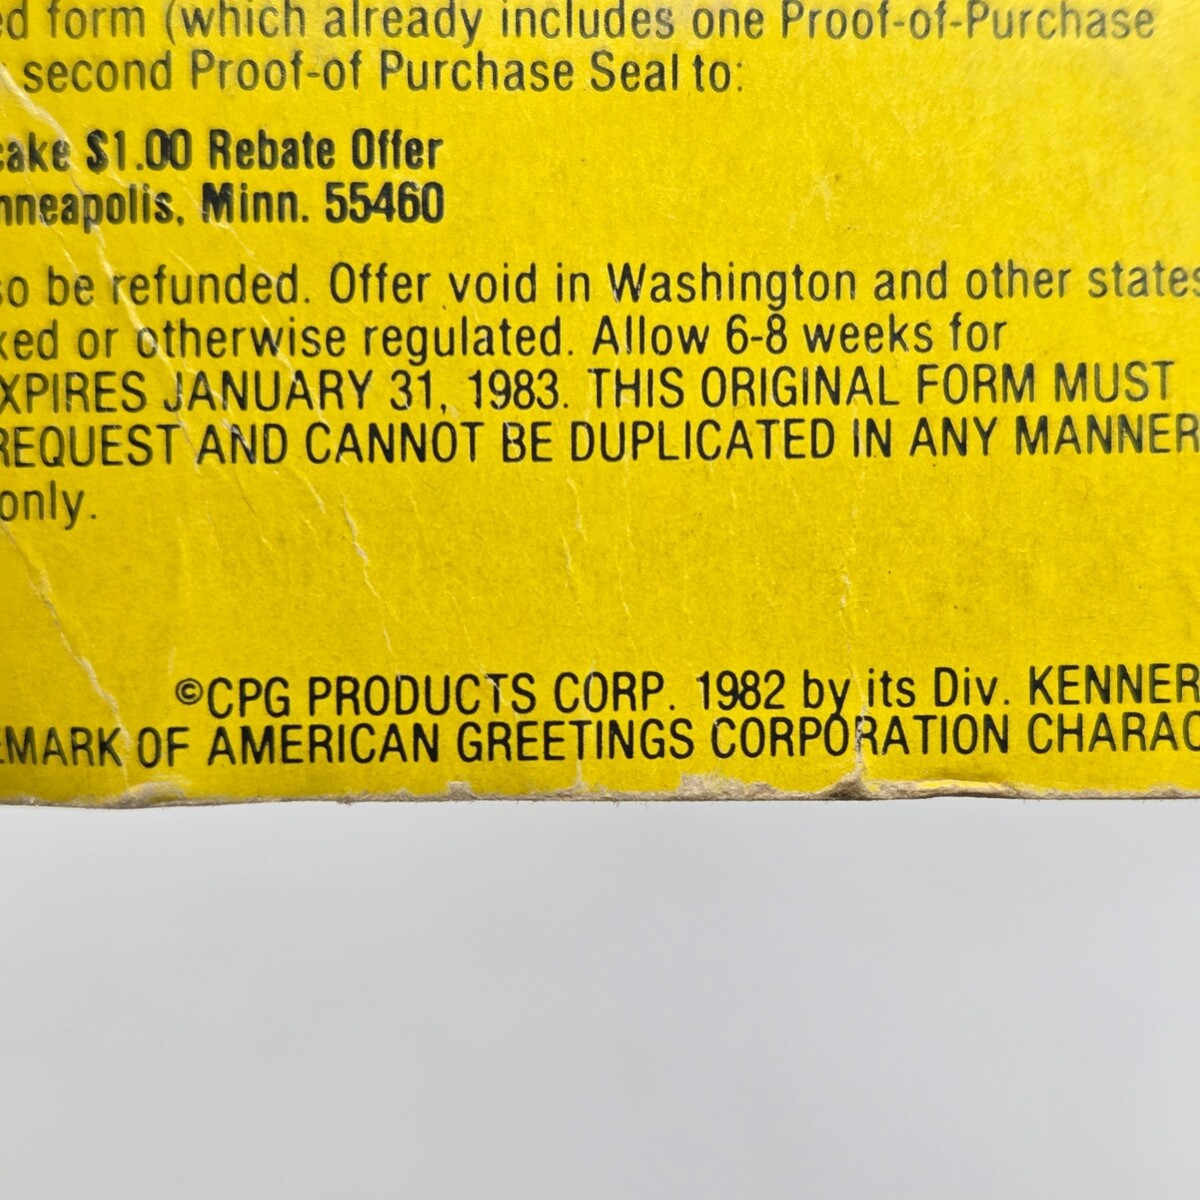 ed form (which already includes one Proof-of-Purchase
second Proof-of Purchase Seal to:
cake $1.00 Rebate Offer
nneapolis, Minn. 55460
so be refunded. Offer void in Washington and other states
ked or otherwise regulated. Allow 6-8 weeks for
XPIRES JANUARY 31, 1983. THIS ORIGINAL FORM MUST
REQUEST AND CANNOT BE DUPLICATED IN ANY MANNER
only.
©CPG PRODUCTS CORP. 1982 by its Div. KENNER
EMARK OF AMERICAN GREETINGS CORPORATION CHARAC